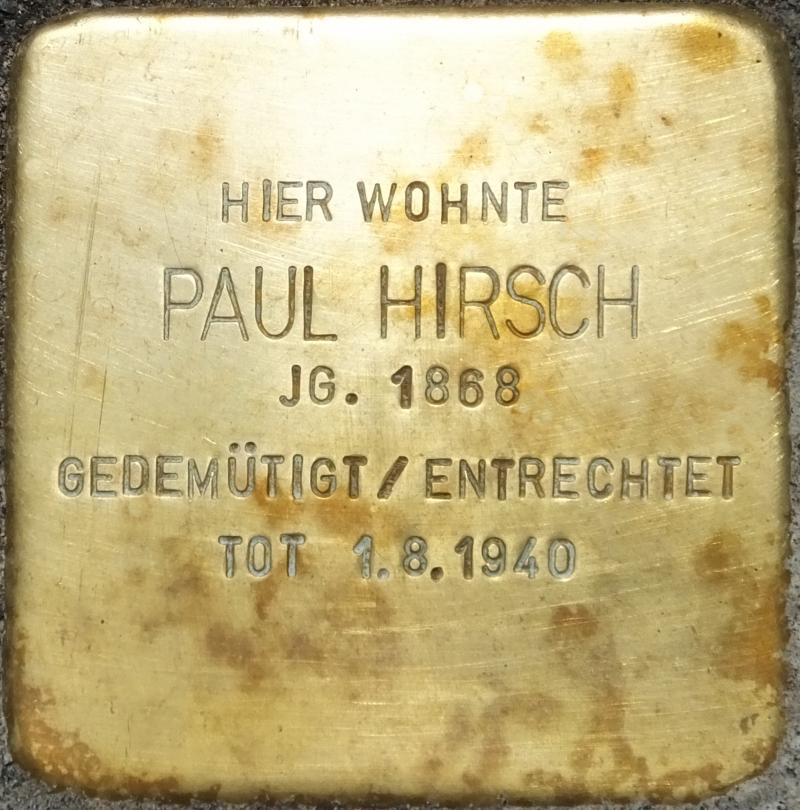 HIER WOHNTE
PAUL HIRSCH
JG. 1868
GEDEMÜTIGT/ENTRECHTET
TOT 1.8.1940